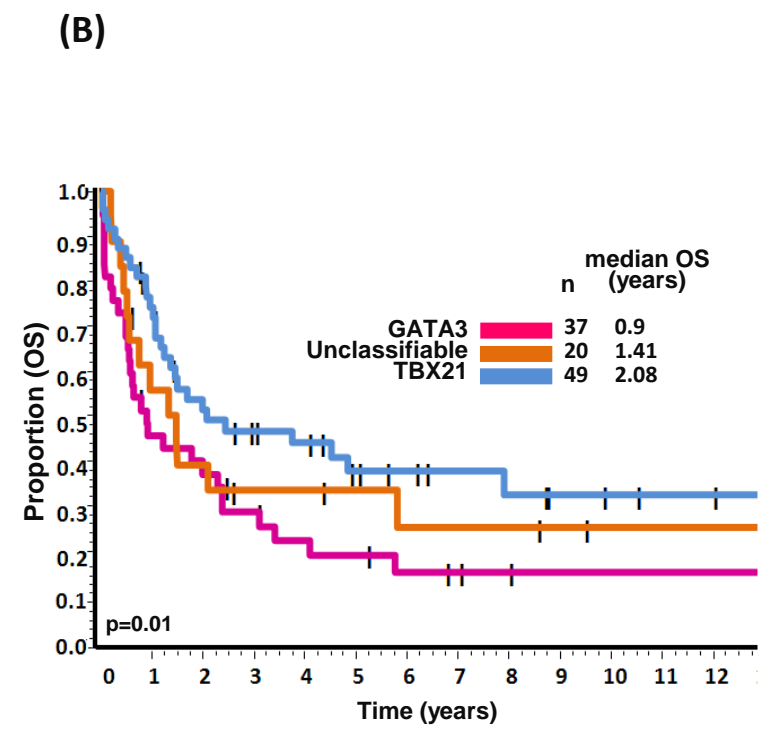 (B)
median OS
n (years)
GATA3 37 0.9
Unclassifiable 20 1.41
TBX21 49 2.08
Proportion (OS)
1.0
0.9
0.8
0.7
0.6
0.5
0.4
0.3
0.2
0.1
0.0
p=0.01
0 1 2 3 4 5 6 7 8 9 10 11 12
Time (years)